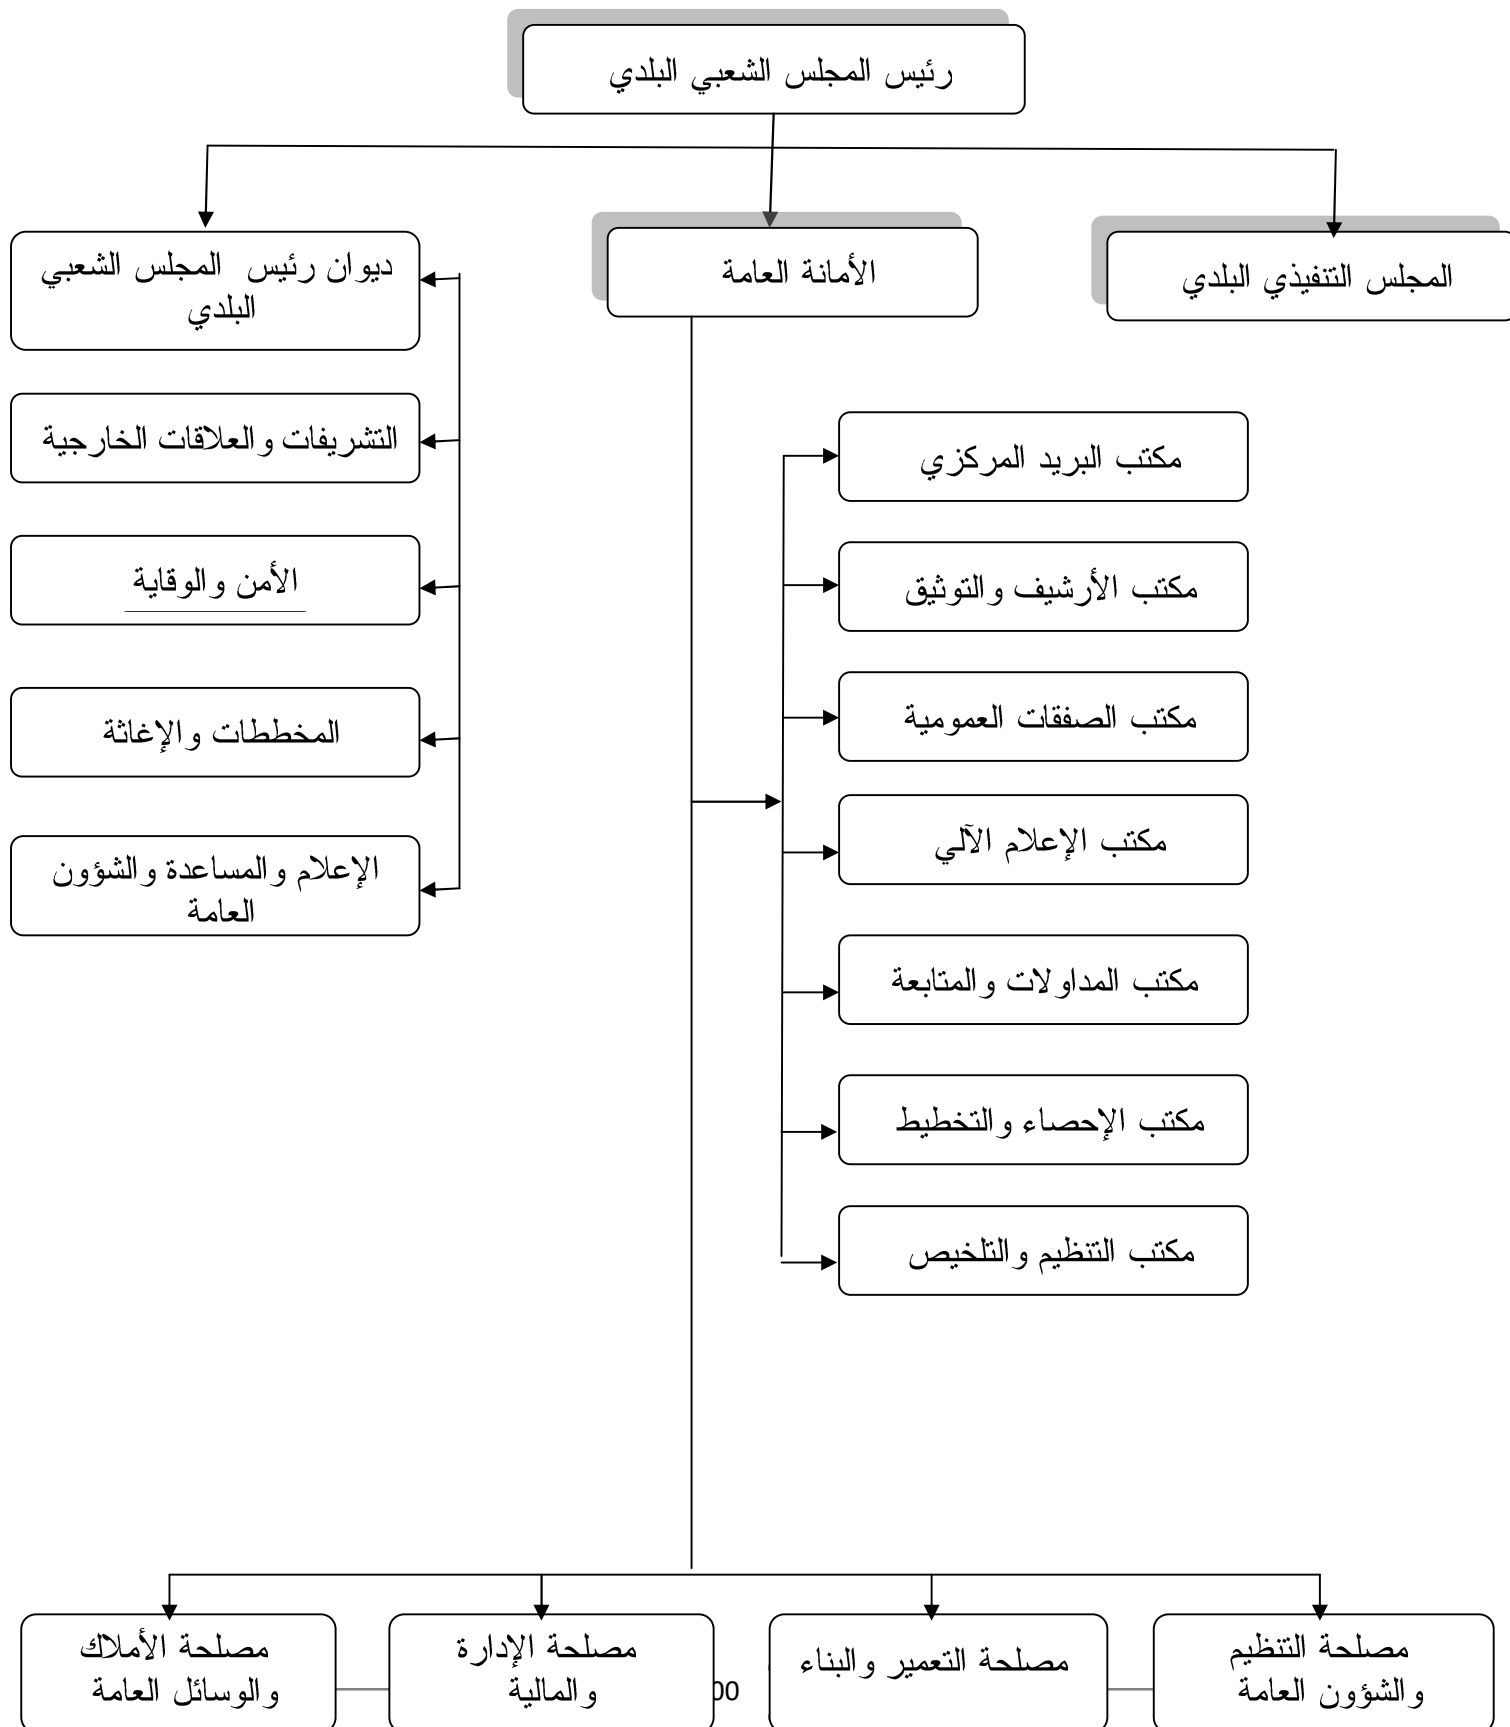 رئيس المجلس الشعبي البلدي
المجلس التنفيذي البلدي
الأمانة العامة
ديوان رئيس المجلس الشعبي
البلدي
التشريفات والعلاقات الخارجية
الأمن والوقاية
المخططات والإغاثة
الإعلام والمساعدة والشؤون
العامة
مكتب البريد المركزي
مكتب الأرشيف والتوثيق
مكتب الصفقات العمومية
مكتب الإعلام الآلي
مكتب المداولات والمتابعة
مكتب الإحصاء والتخطيط
مكتب التنظيم والتلخيص
مصلحة التنظيم
والشؤون العامة
مصلحة التعمير والبناء
مصلحة الإدارة
والمالية
مصلحة الأملاك
والوسائل العامة